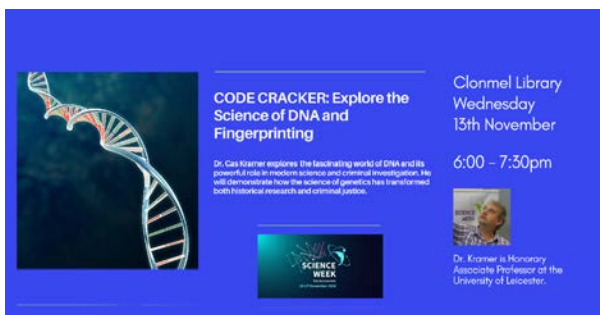 CODE CRACKER: Explore the
Science of DNA and
Fingerprinting
Dr. Cas Kramer explores the fascinating world of DNA and its
powerful role in modern science and criminal investigation. He
will demonstrate how the science of genetics has transformed
both historical research and criminal justice.
SCIENCE
WEEK
Clonmel Library
Wednesday
13th November
6:00 – 7:30pm
SCIENCE
Dr. Kramer is Honorary
Associate Professor at the
University of Leicester.